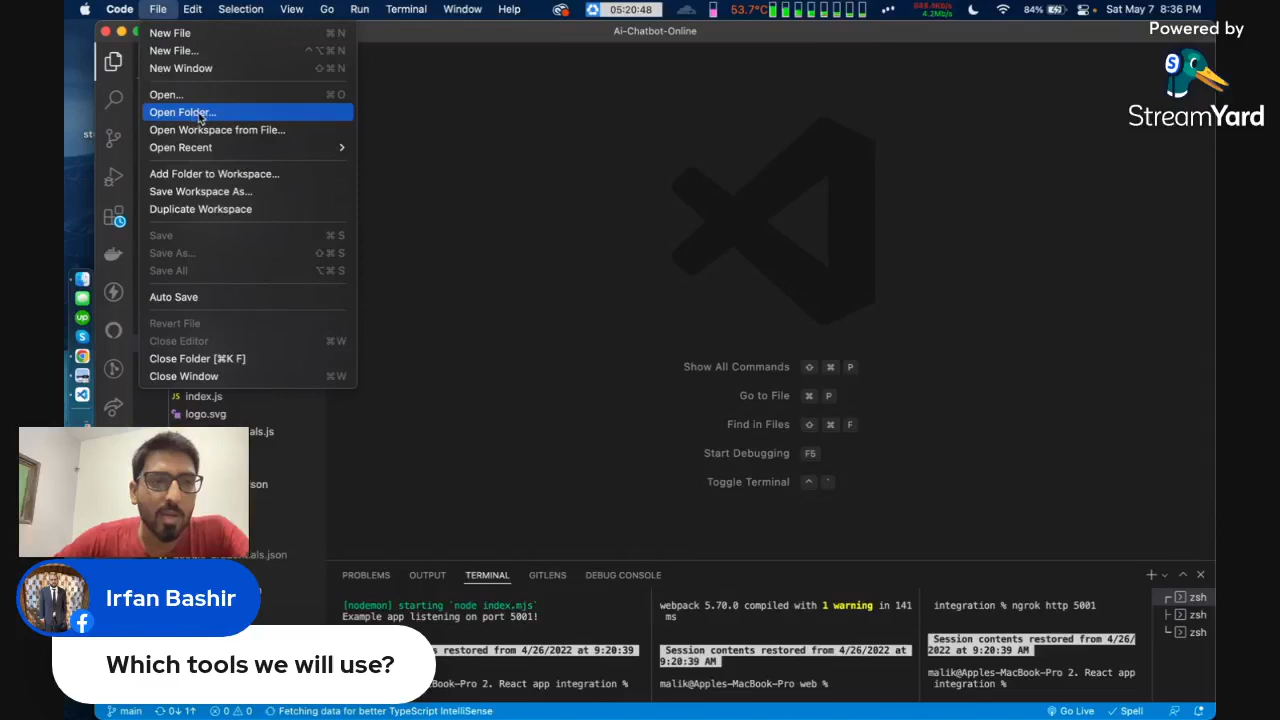 Code File Edit Selection View Go Run Terminal Window Help 05:20:48 53.7°C 84% Sat May 7 8:36 PM
Ai-Chatbot-Online
Powered by
StreamYard
New File ⌘ N
New File... ^⌥⌘ N
New Window ⇧⌘ N
Open... ⌘ O
Open Folder...
Open Workspace from File...
Open Recent
Add Folder to Workspace...
Save Workspace As...
Duplicate Workspace
Save ⌘ S
Save As... ⇧⌘ S
Save All ⌥⌘ S
Auto Save
Revert File
Close Editor ⌘ W
Close Folder [⌘K F]
Close Window ⌘ W
index.js
logo.svg
Show All Commands ⇧ ⌘ P
Go to File ⌘ P
Find in Files ⇧ ⌘ F
Start Debugging F5
Toggle Terminal ^ `
PROBLEMS OUTPUT TERMINAL GITLENS DEBUG CONSOLE
[nodemon] starting `node index.mjs`
Example app listening on port 5001!
restored from 4/26/2022 at 9:20:39
-Pro 2. React app integration %
webpack 5.70.0 compiled with 1 warning in 141
ms
Session contents restored from 4/26/2022 at
9:20:39 AM
malik@Apples-MacBook-Pro web %
integration % ngrok http 5001
Session contents restored from 4/26/
2022 at 9:20:39 AM
malik@Apples-MacBook-Pro 2. React app
integration %
zsh
zsh
zsh
Irfan Bashir
Which tools we will use?
main 0↓ 1↑ 0 0 Fetching data for better TypeScript IntelliSense Go Live Spell